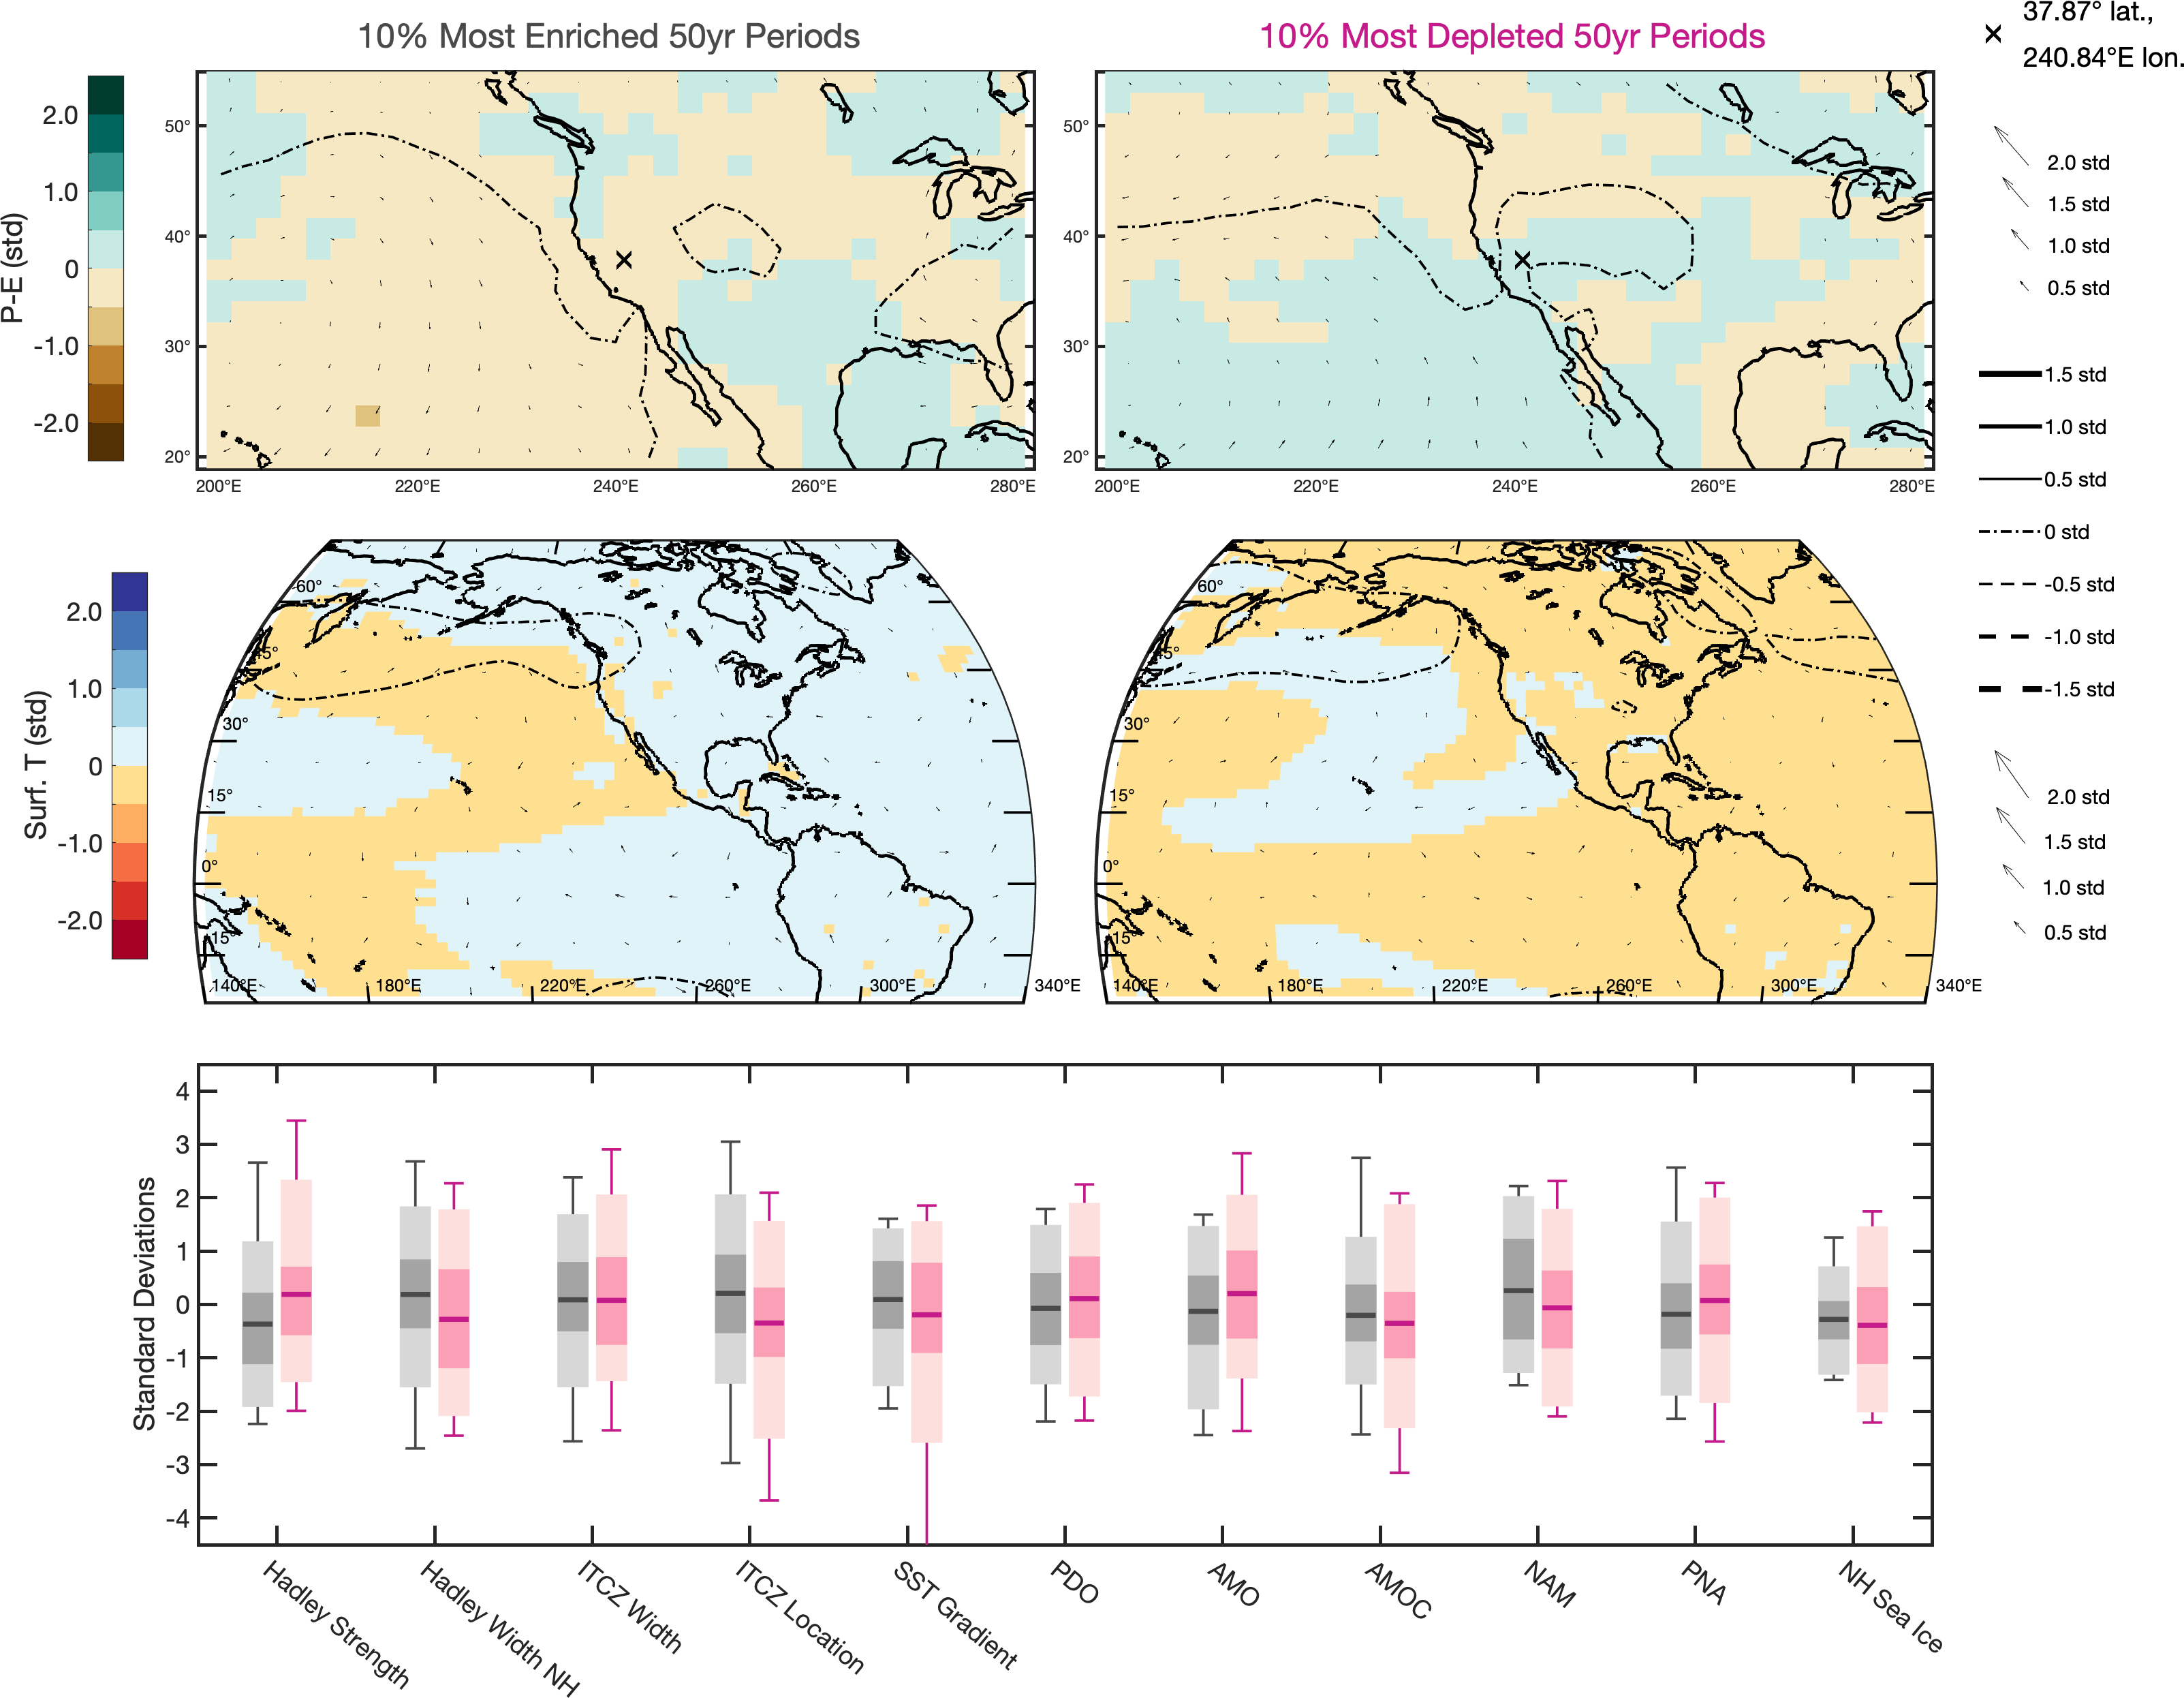 10% Most Enriched 50yr Periods
10% Most Depleted 50yr Periods
37.87° lat.,
240.84°E lon.
P-E (std)
2.0
1.0
0
-1.0
-2.0
50°
40°
30°
20°
200°E 220°E 240°E 260°E 280°E
50°
40°
30°
20°
200°E 220°E 240°E 260°E 280°E
2.0 std
1.5 std
1.0 std
0.5 std
1.5 std
1.0 std
0.5 std
0 std
-0.5 std
-1.0 std
-1.5 std
Surf. T (std)
2.0
1.0
0
-1.0
-2.0
60°
45°
30°
15°
0°
-15°
140°E 180°E 220°E 260°E 300°E 340°E
60°
45°
30°
15°
0°
-15°
140°E 180°E 220°E 260°E 300°E 340°E
2.0 std
1.5 std
1.0 std
0.5 std
Standard Deviations
4
3
2
1
0
-1
-2
-3
-4
Hadley Strength
Hadley Width NH
ITCZ Width
ITCZ Location
SST Gradient
PDO
AMO
AMOC
NAM
PNA
NH Sea Ice